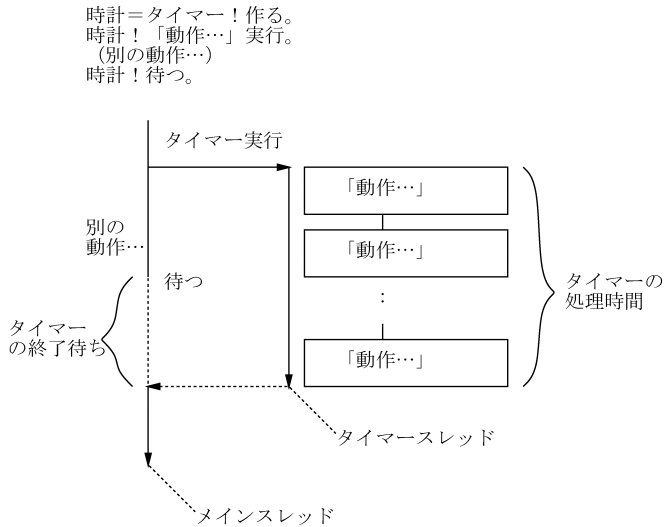 時計＝タイマー！作る。
時計！「動作…」実行。
（別の動作…）
時計！待つ。
タイマー実行
「動作…」
別の
動作…
「動作…」
待つ
：
タイマーの
処理時間
タイマー
の終了待ち
「動作…」
タイマースレッド
メインスレッド